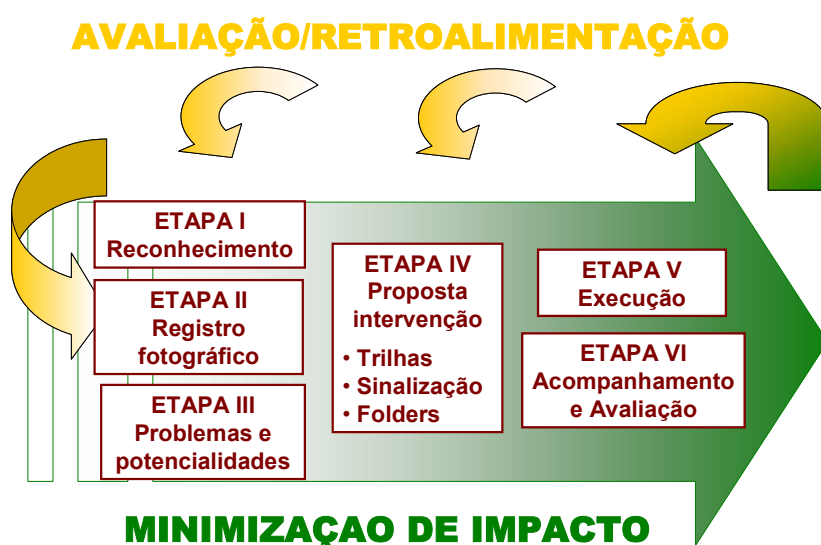 AVALIAÇÃO/RETROALIMENTAÇÃO
ETAPA I
Reconhecimento
ETAPA II
Registro
fotográfico
ETAPA III
Problemas e
potencialidades
ETAPA IV
Proposta
intervenção
• Trilhas
• Sinalização
• Folders
ETAPA V
Execução
ETAPA VI
Acompanhamento
e Avaliação
MINIMIZAÇAO DE IMPACTO